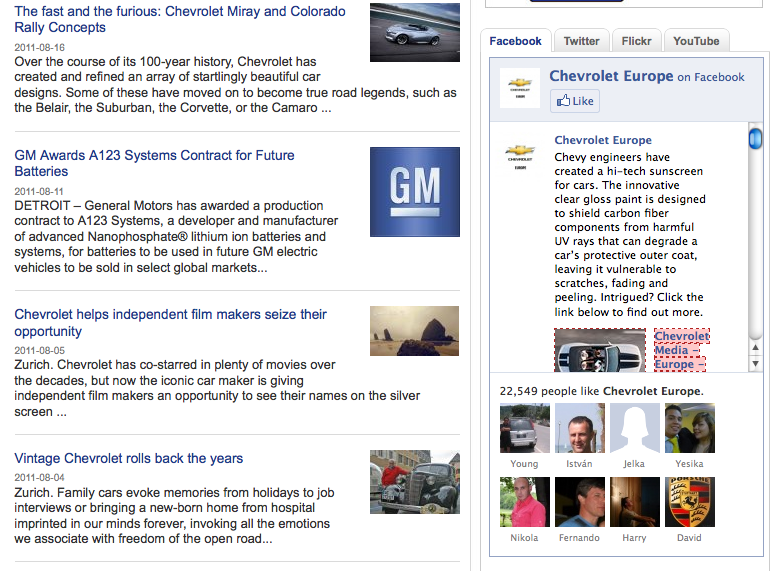 The fast and the furious: Chevrolet Miray and Colorado
Rally Concepts
2011-08-16
Over the course of its 100-year history, Chevrolet has
created and refined an array of startlingly beautiful car
designs. Some of these have moved on to become true road legends, such as
the Belair, the Suburban, the Corvette, or the Camaro ...
GM Awards A123 Systems Contract for Future
Batteries
2011-08-11
DETROIT – General Motors has awarded a production
contract to A123 Systems, a developer and manufacturer
of advanced Nanophosphate® lithium ion batteries and
systems, for batteries to be used in future GM electric
vehicles to be sold in select global markets...
GM
Chevrolet helps independent film makers seize their
opportunity
2011-08-05
Zurich. Chevrolet has co-starred in plenty of movies over
the decades, but now the iconic car maker is giving
independent film makers an opportunity to see their names on the silver
screen ...
Vintage Chevrolet rolls back the years
2011-08-04
Zurich. Family cars evoke memories from holidays to job
interviews or bringing a new-born home from hospital
imprinted in our minds forever, invoking all the emotions
we associate with freedom of the open road...
Facebook Twitter Flickr YouTube
Chevrolet Europe on Facebook
Like
Chevrolet Europe
Chevy engineers have
created a hi-tech sunscreen
for cars. The innovative
clear gloss paint is designed
to shield carbon fiber
components from harmful
UV rays that can degrade a
car's protective outer coat,
leaving it vulnerable to
scratches, fading and
peeling. Intrigued? Click the
link below to find out more.
Chevrolet
Media –
Europe –
22,549 people like Chevrolet Europe.
Young István Jelka Yesika
PORSCHE
Nikola Fernando Harry David